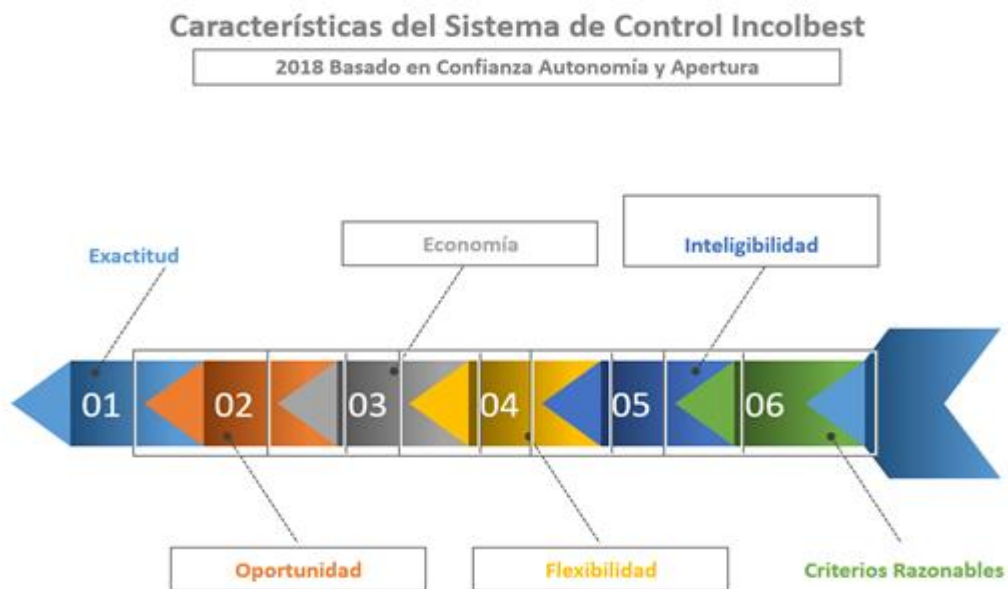 Características del Sistema de Control Incolbest
2018 Basado en Confianza Autonomía y Apertura
Exactitud
Economía
Inteligibilidad
01 02 03 04 05 06
Oportunidad
Flexibilidad
Criterios Razonables